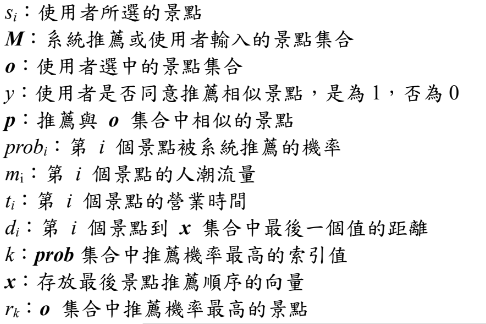 si：使用者所選的景點
M：系統推薦或使用者輸入的景點集合
o：使用者選中的景點集合
y：使用者是否同意推薦相似景點，是為 1，否為 0
p：推薦與 o 集合中相似的景點
probi：第 i 個景點被系統推薦的機率
mi：第 i 個景點的人潮流量
ti：第 i 個景點的營業時間
di：第 i 個景點到 x 集合中最後一個值的距離
k：prob 集合中推薦機率最高的索引值
x：存放最後景點推薦順序的向量
rk：o 集合中推薦機率最高的景點